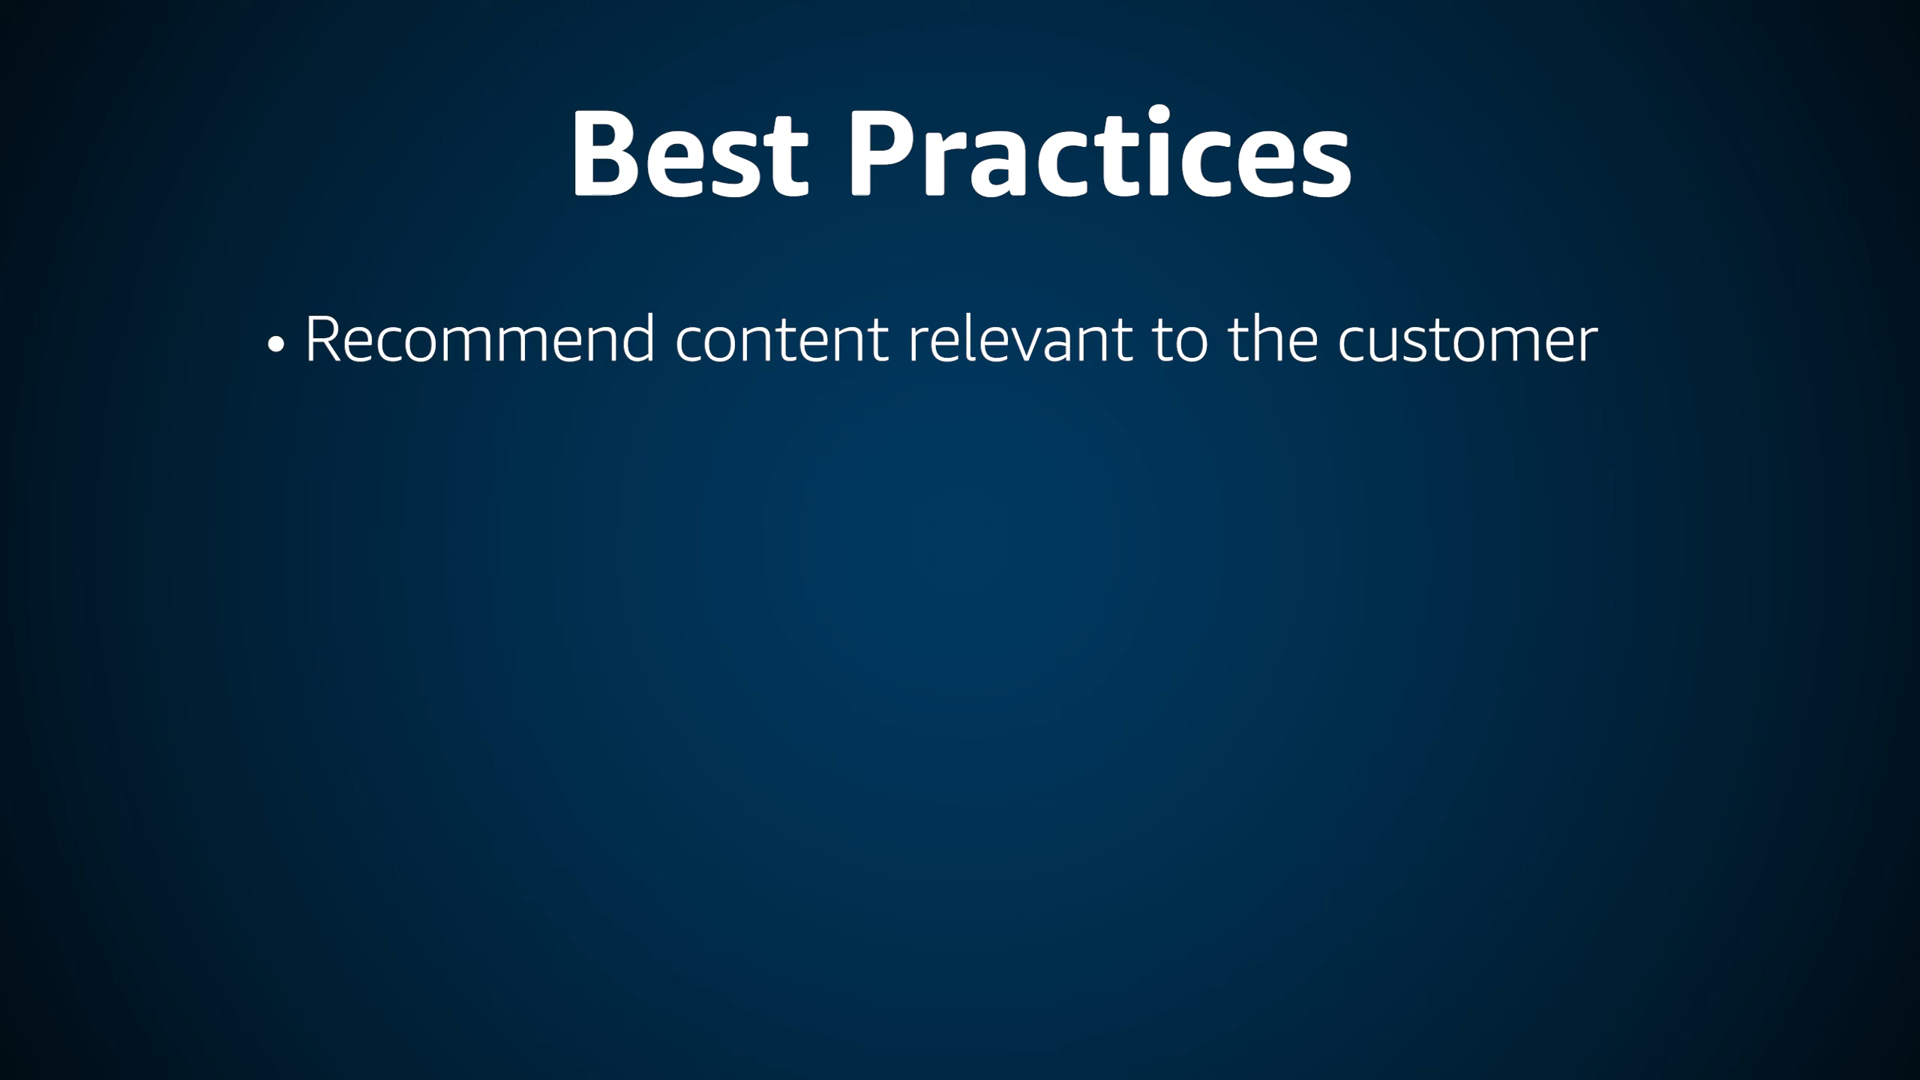 Best Practices
• Recommend content relevant to the customer